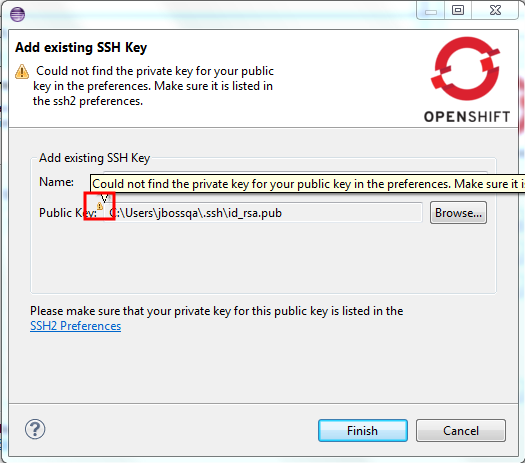 Add existing SSH Key
Could not find the private key for your public
key in the preferences. Make sure it is listed in
the ssh2 preferences.
OPENSHIFT
Add existing SSH Key
Name:
Could not find the private key for your public key in the preferences. Make sure it is
Public Key:
C:\Users\jbossqa\.ssh\id_rsa.pub
Browse...
Please make sure that your private key for this public key is listed in the
SSH2 Preferences
?
Finish
Cancel